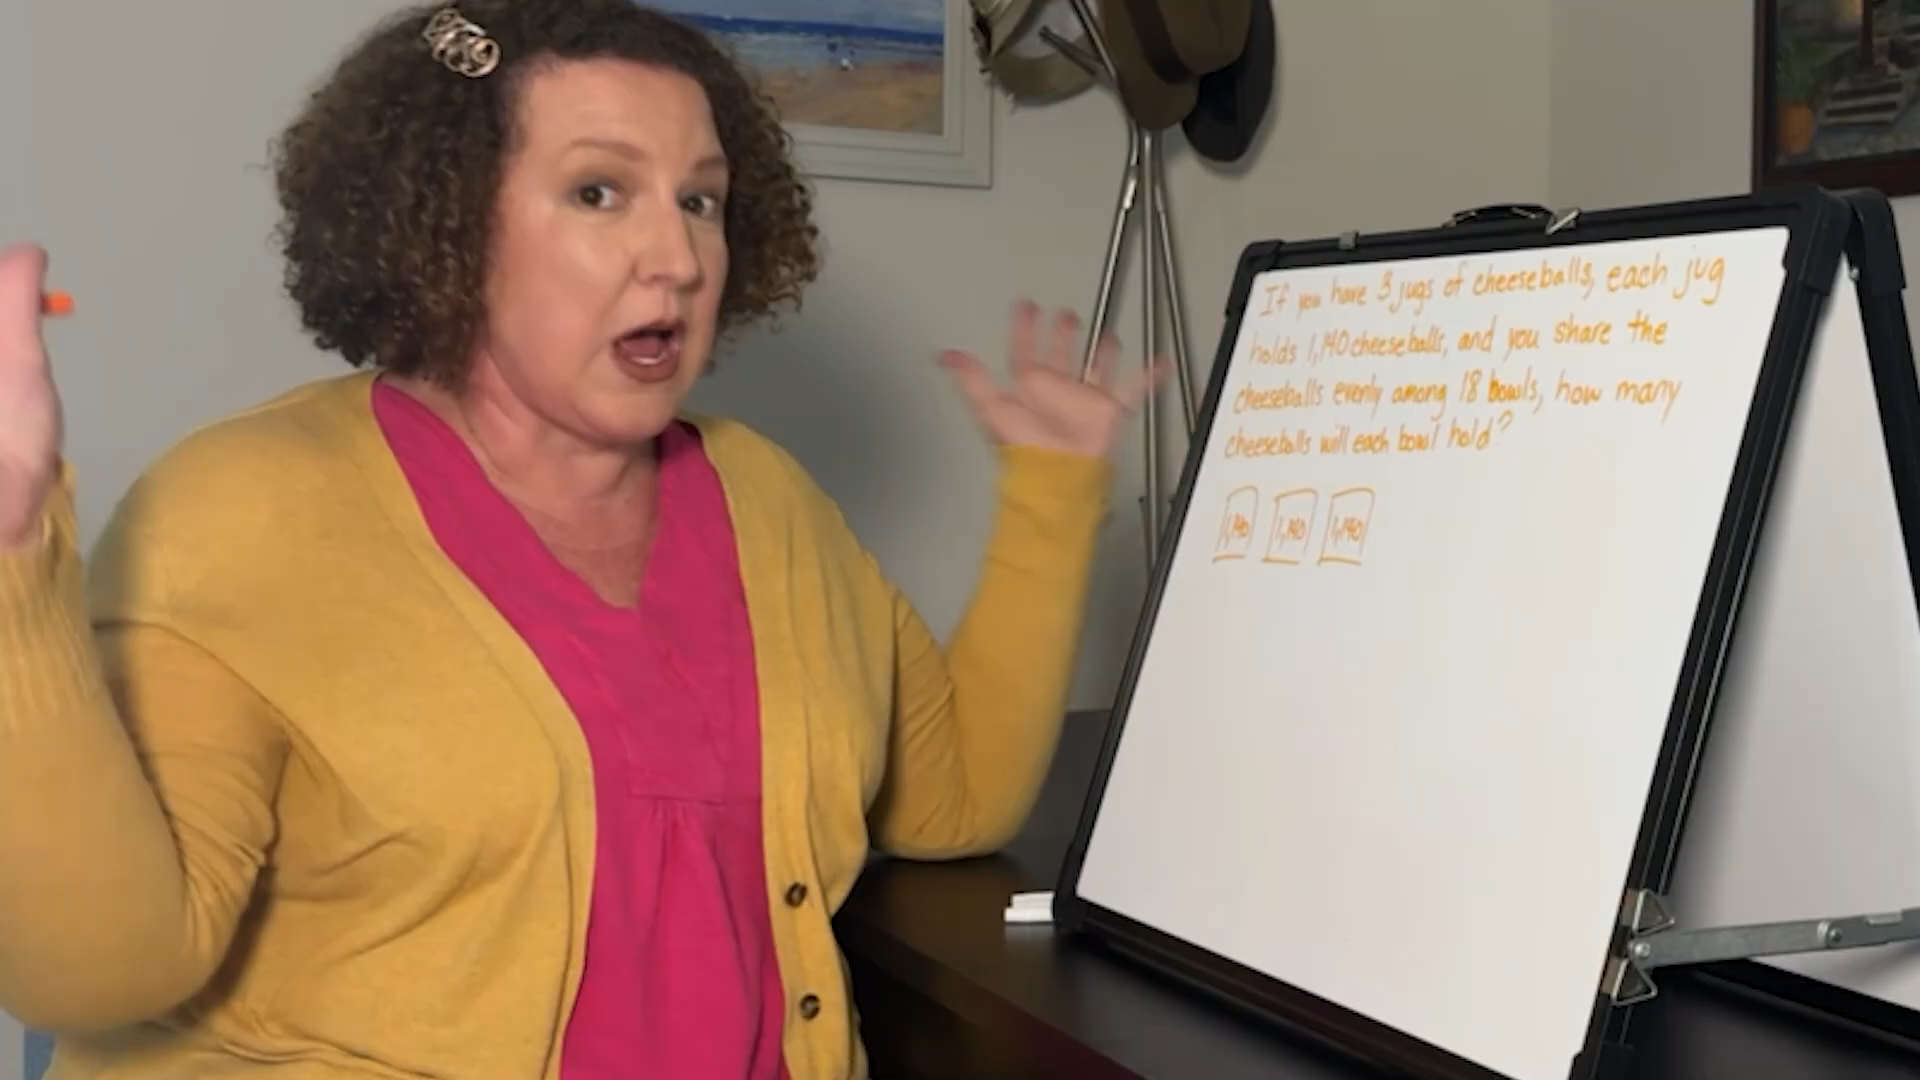 If you have 3 jugs of cheeseballs, each jug
holds 1,140 cheeseballs, and you share the
cheeseballs evenly among 18 bowls, how many
cheeseballs will each bowl hold?
1,140 1,140 1,140